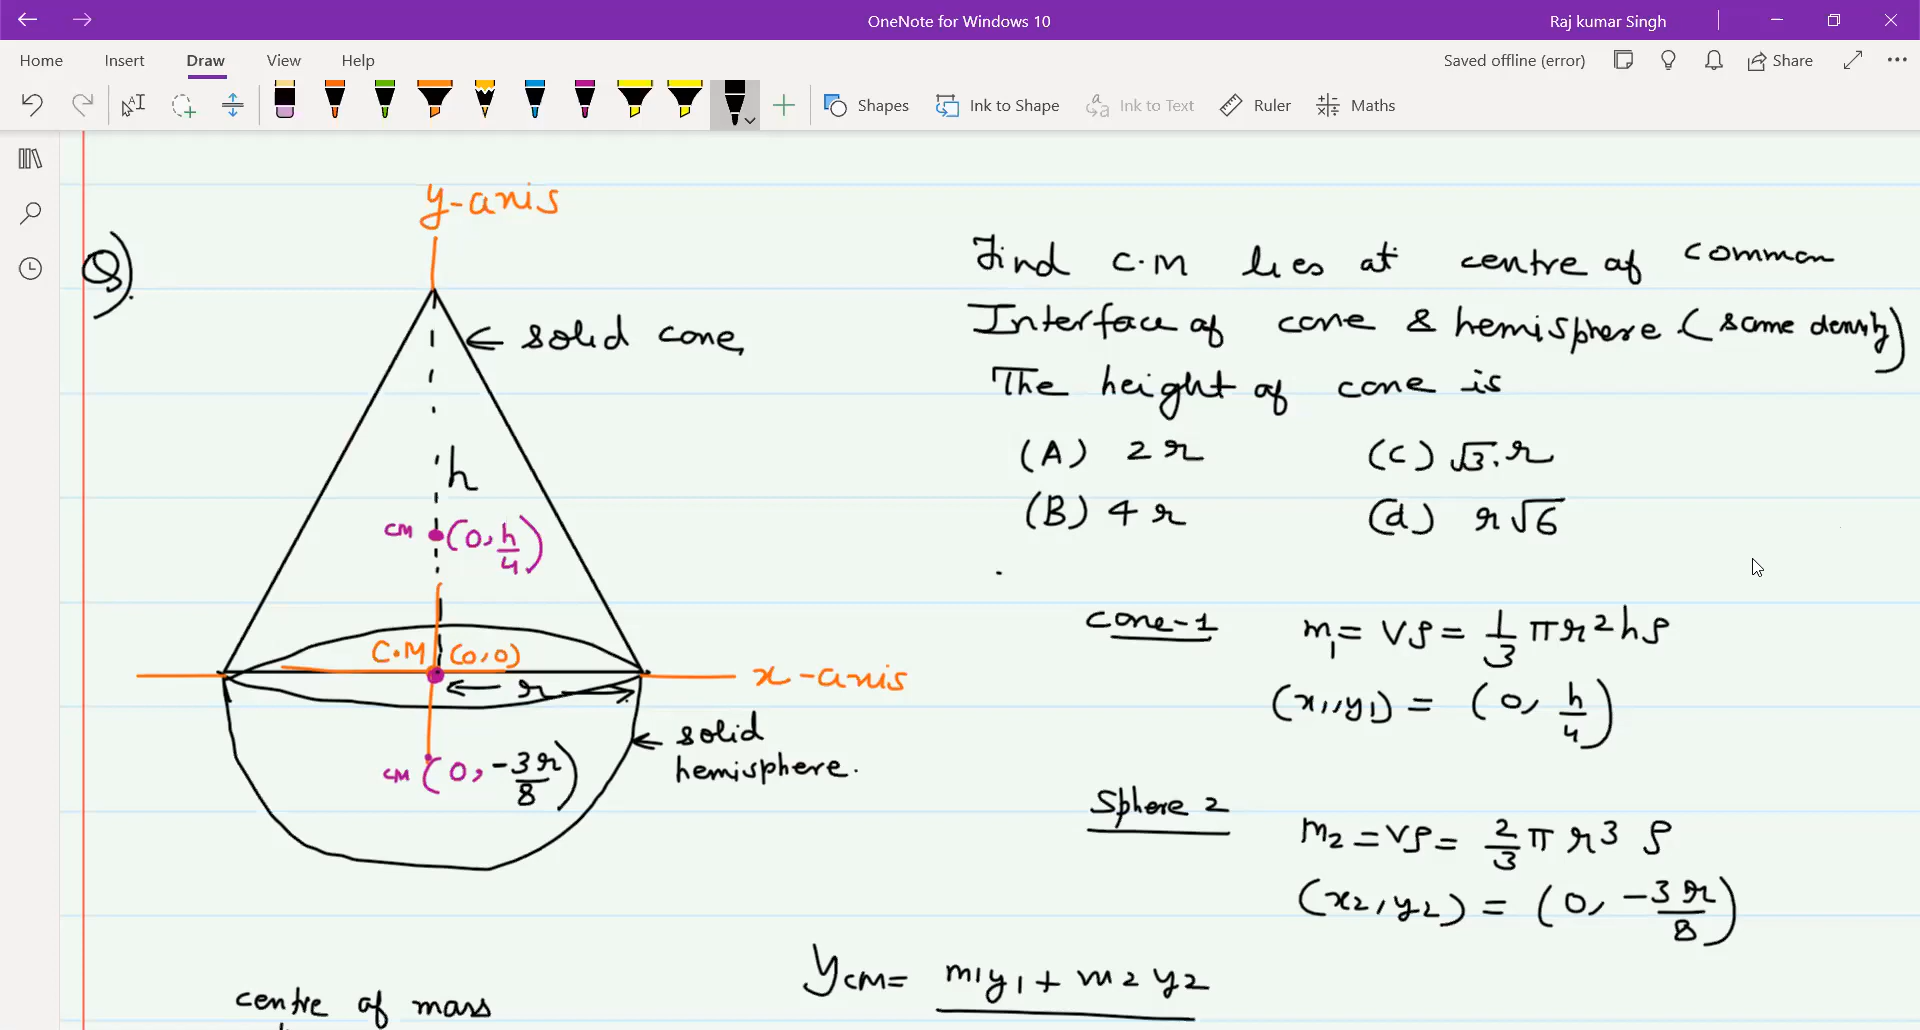 OneNote for Windows 10
Raj kumar Singh
Home Insert Draw View Help
Saved offline (error)
Share
Shapes Ink to Shape Ink to Text Ruler Maths
y-axis
Q).
Find C.M lies at centre of common
Interface of cone & hemisphere. (same density)
The height of cone is
(A) 2r (C) √3.r
(B) 4r (d) r√6
← solid cone,
h
CM (0, h/4)
C.M (0,0)
← r →
x-axis
← solid
hemisphere.
CM (0, -3r/8)
Cone-1 m₁ = Vρ = 1/3 πr²hρ
(x₁,y₁) = (0, h/4)
Sphere 2 m₂ = Vρ = 2/3 π r³ ρ
(x₂,y₂) = (0, -3r/8)
Ycm = m₁y₁ + m₂y₂
centre of mass